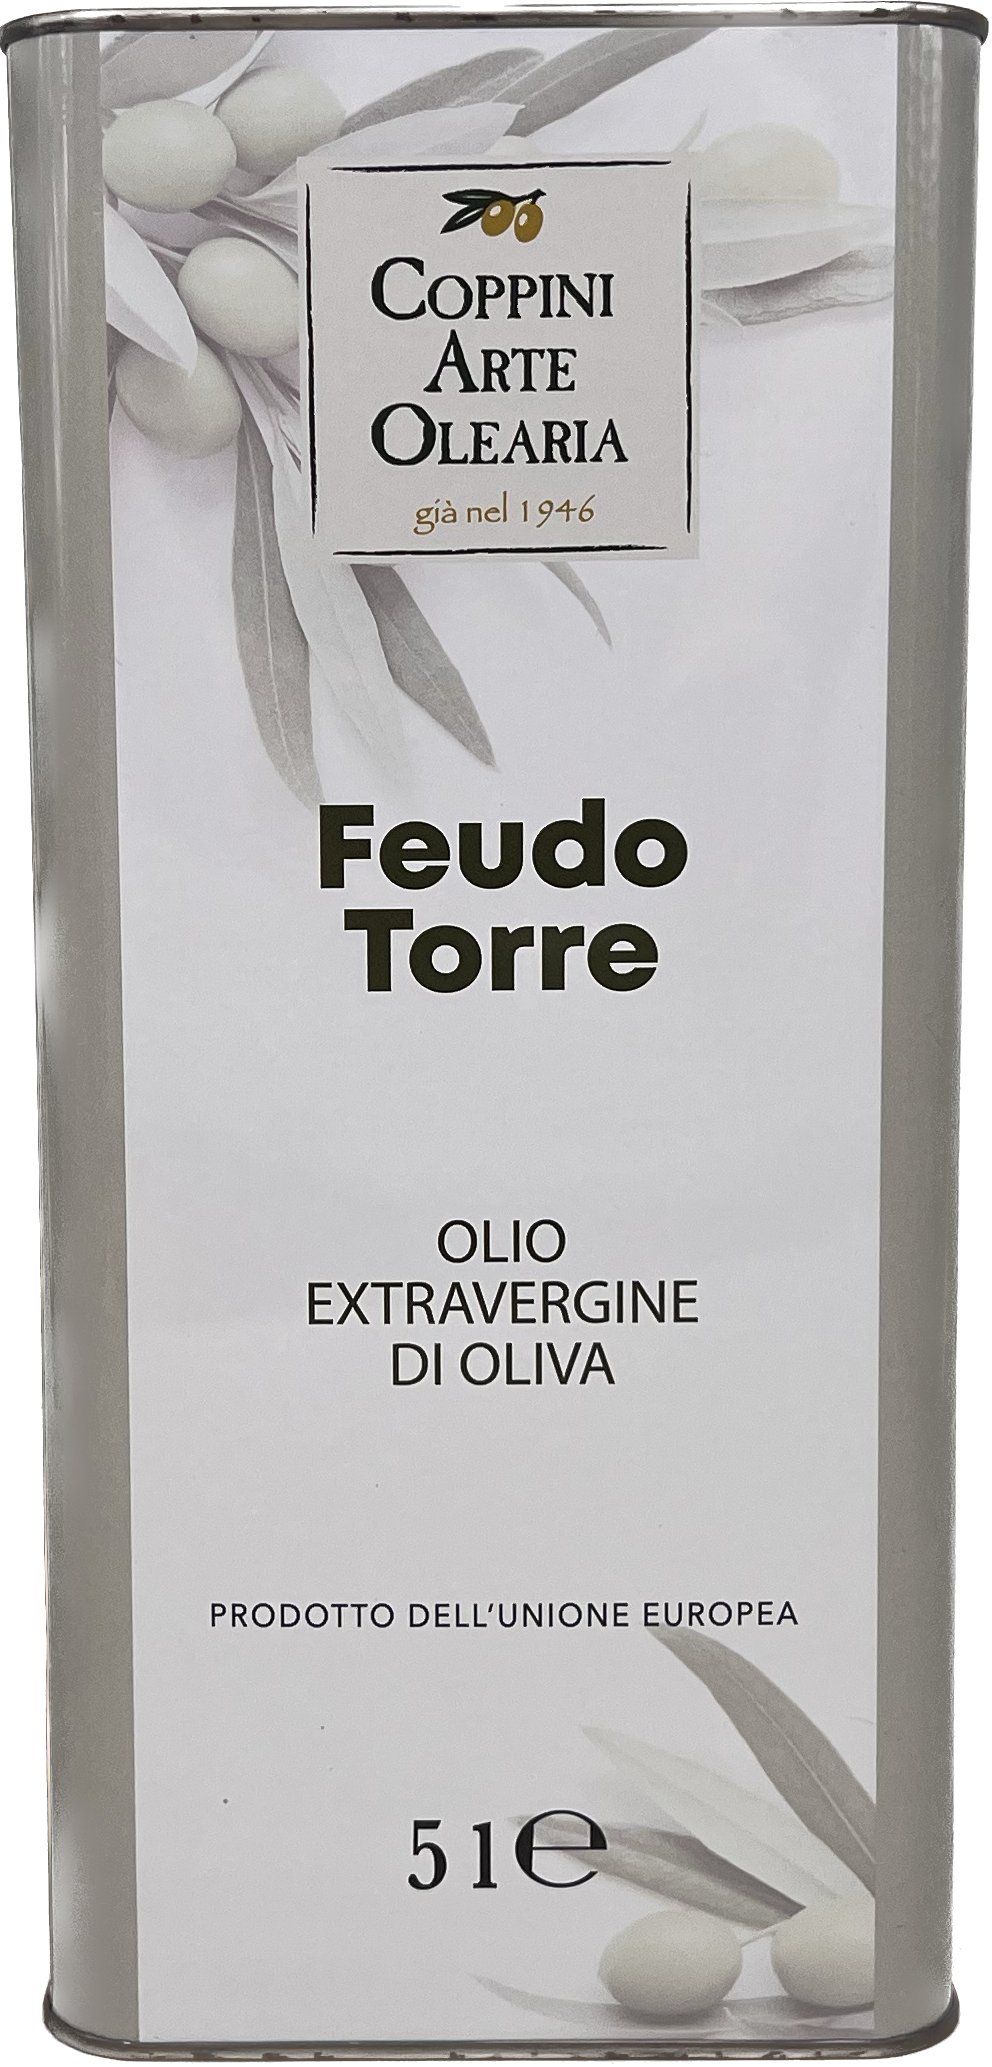 COPPINI
ARTE
OLEARIA
già nel 1946
Feudo
Torre
OLIO
EXTRAVERGINE
DI OLIVA
PRODOTTO DELL'UNIONE EUROPEA
5 l ℮